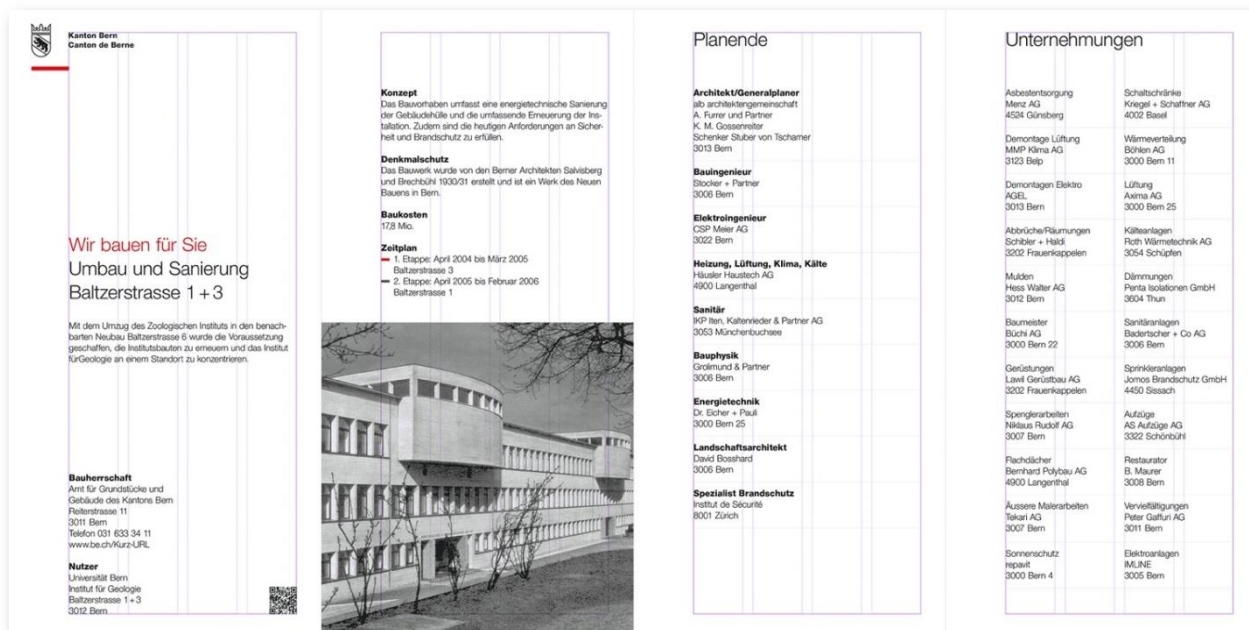 Kanton Bern
Canton de Berne
Wir bauen für Sie
Umbau und Sanierung
Baltzerstrasse 1 + 3
Mit dem Umzug des Zoologischen Instituts in den benach-
barten Neubau Baltzerstrasse 6 wurde die Voraussetzung
geschaffen, die Institutsbauten zu erneuern und das Institut
fürGeologie an einem Standort zu konzentrieren.
Bauherrschaft
Amt für Grundstücke und
Gebäude des Kantons Bern
Reiterstrasse 11
3011 Bern
Telefon 031 633 34 11
www.be.ch/Kurz-URL
Nutzer
Universität Bern
Institut für Geologie
Baltzerstrasse 1 + 3
3012 Bern
Konzept
Das Bauvorhaben umfasst eine energietechnische Sanierung
der Gebäudehülle und die umfassende Erneuerung der Ins-
tallation. Zudem sind die heutigen Anforderungen an Sicher-
heit und Brandschutz zu erfüllen.
Denkmalschutz
Das Bauwerk wurde von den Berner Architekten Salvisberg
und Brechbühl 1930/31 erstellt und ist ein Werk des Neuen
Bauens in Bern.
Baukosten
17,8 Mio.
Zeitplan
1. Etappe: April 2004 bis März 2005
Baltzerstrasse 3
2. Etappe: April 2005 bis Februar 2006
Baltzerstrasse 1
Planende
Architekt/Generalplaner
alb architektengemeinschaft
A. Furrer und Partner
K. M. Gossenreiter
Schenker Stuber von Tscharner
3013 Bern
Bauingenieur
Stocker + Partner
3006 Bern
Elektroingenieur
CSP Meier AG
3022 Bern
Heizung, Lüftung, Klima, Kälte
Häusler Haustech AG
4900 Langenthal
Sanitär
IKP Iten, Kaltenrieder & Partner AG
3053 Münchenbuchsee
Bauphysik
Grolimund & Partner
3006 Bern
Energietechnik
Dr. Eicher + Pauli
3000 Bern 25
Landschaftsarchitekt
David Bosshard
3006 Bern
Spezialist Brandschutz
Institut de Sécurité
8001 Zürich
Unternehmungen
Asbestentsorgung
Menz AG
4524 Günsberg
Demontage Lüftung
MMP Klima AG
3123 Belp
Demontagen Elektro
AGEL
3013 Bern
Abbrüche/Räumungen
Schibler + Haldi
3202 Frauenkappelen
Mulden
Hess Walter AG
3012 Bern
Baumeister
Büchi AG
3000 Bern 22
Gerüstungen
Lawil Gerüstbau AG
3202 Frauenkappelen
Spenglerarbeiten
Niklaus Rudolf AG
3007 Bern
Flachdächer
Bernhard Polybau AG
4900 Langenthal
Äussere Malerarbeiten
Tekari AG
3007 Bern
Sonnenschutz
repavit
3000 Bern 4
Schaltschränke
Kriegel + Schaffner AG
4002 Basel
Wärmeverteilung
Böhlen AG
3000 Bern 11
Lüftung
Axima AG
3000 Bern 25
Kälteanlagen
Roth Wärmetechnik AG
3054 Schüpfen
Dämmungen
Penta Isolationen GmbH
3604 Thun
Sanitäranlagen
Badertscher + Co AG
3006 Bern
Sprinkleranlagen
Jomos Brandschutz GmbH
4450 Sissach
Aufzüge
AS Aufzüge AG
3322 Schönbühl
Restaurator
B. Maurer
3008 Bern
Vervielfältigungen
Peter Gaffuri AG
3011 Bern
Elektroanlagen
IMLINE
3005 Bern